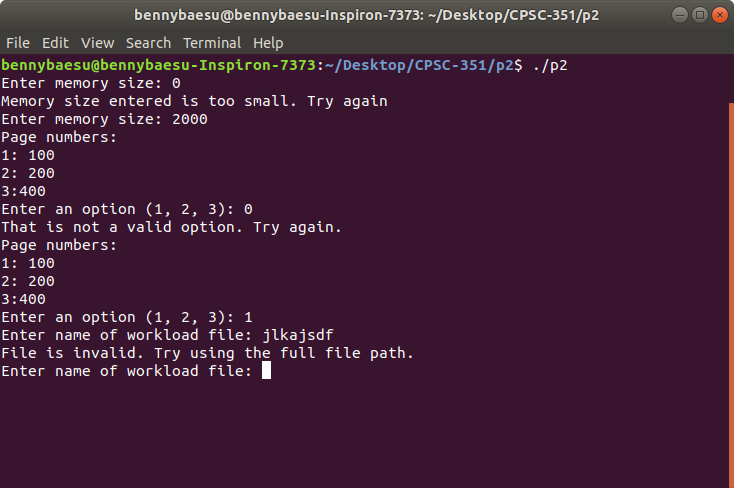 bennybaesu@bennybaesu-Inspiron-7373: ~/Desktop/CPSC-351/p2
File Edit View Search Terminal Help
bennybaesu@bennybaesu-Inspiron-7373:~/Desktop/CPSC-351/p2$ ./p2
Enter memory size: 0
Memory size entered is too small. Try again
Enter memory size: 2000
Page numbers:
1: 100
2: 200
3:400
Enter an option (1, 2, 3): 0
That is not a valid option. Try again.
Page numbers:
1: 100
2: 200
3:400
Enter an option (1, 2, 3): 1
Enter name of workload file: jlkajsdf
File is invalid. Try using the full file path.
Enter name of workload file: